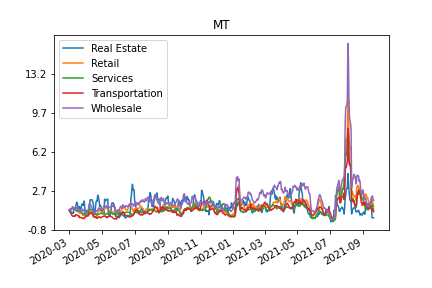 MT
Real Estate
Retail
Services
Transportation
Wholesale
13.2
9.7
6.2
2.7
-0.8
2020-03
2020-05
2020-07
2020-09
2020-11
2021-01
2021-03
2021-05
2021-07
2021-09